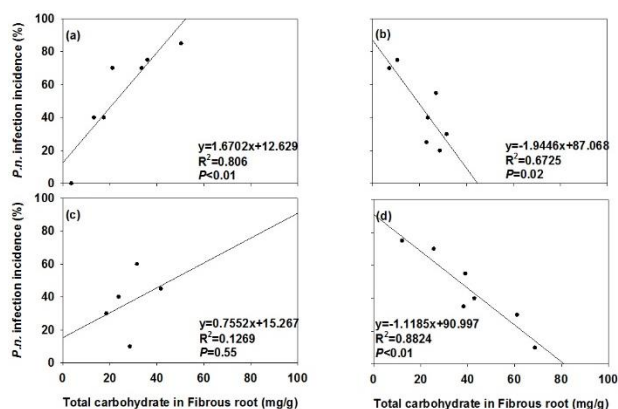 100
80
60
40
20
0
P.n. infection incidence (%)
(a)
y=1.6702x+12.629
R²=0.806
P<0.01
(b)
y=-1.9446x+87.068
R²=0.6725
P=0.02
100
80
60
40
20
0
P.n. infection incidence (%)
(c)
y=0.7552x+15.267
R²=0.1269
P=0.55
(d)
y=-1.1185x+90.997
R²=0.8824
P<0.01
0 20 40 60 80 100
0 20 40 60 80 100
Total carbohydrate in Fibrous root (mg/g)
Total carbohydrate in Fibrous root (mg/g)